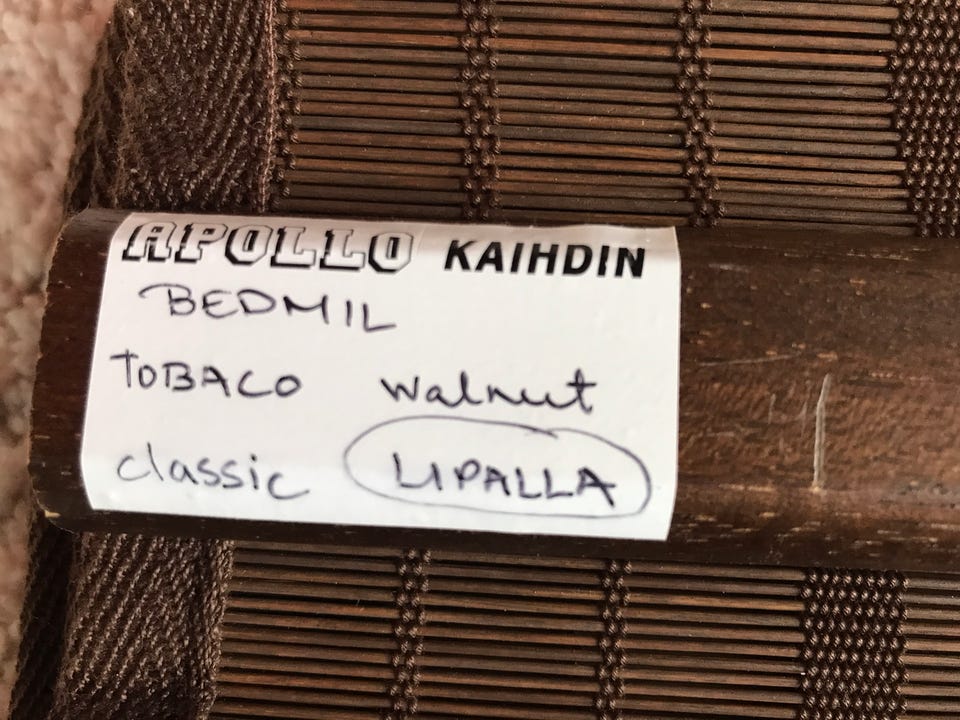 APOLLO KAIHDIN
BEDMIL
TOBACO walnut
classic LIPALLA